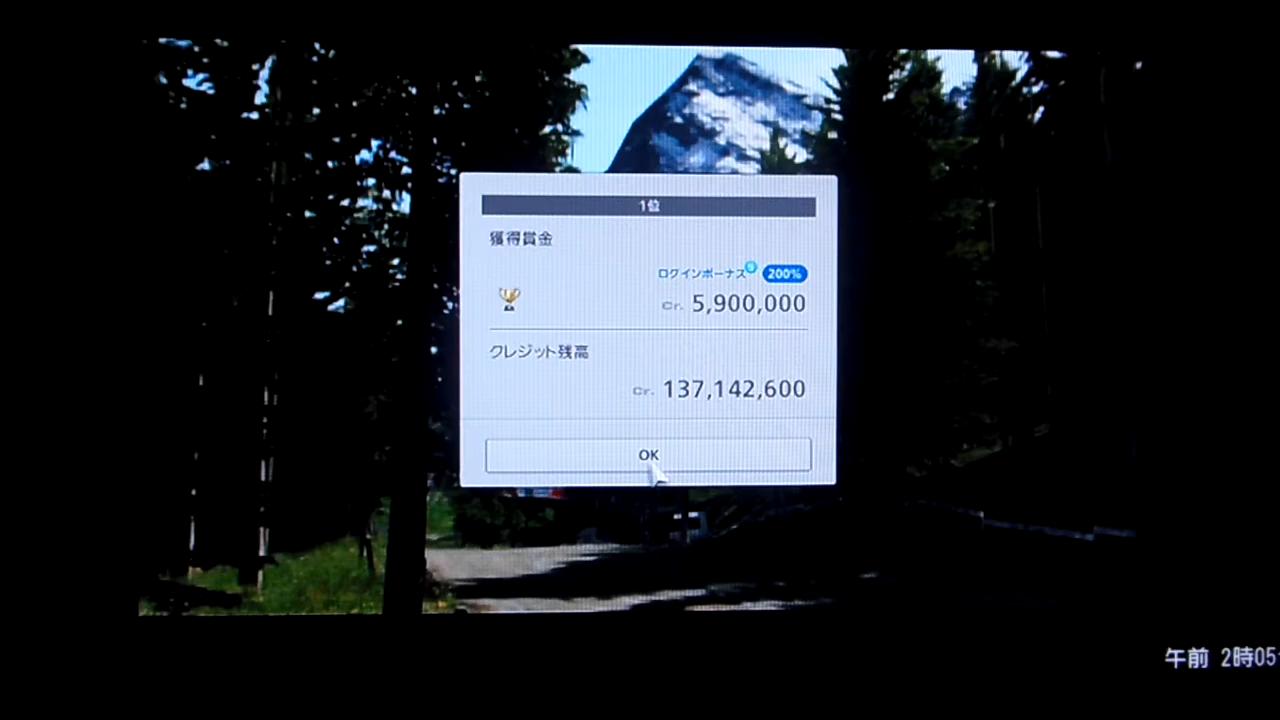 1位
獲得賞金
ログインボーナス 200%
Cr. 5,900,000
クレジット残高
Cr. 137,142,600
OK
午前 2時05